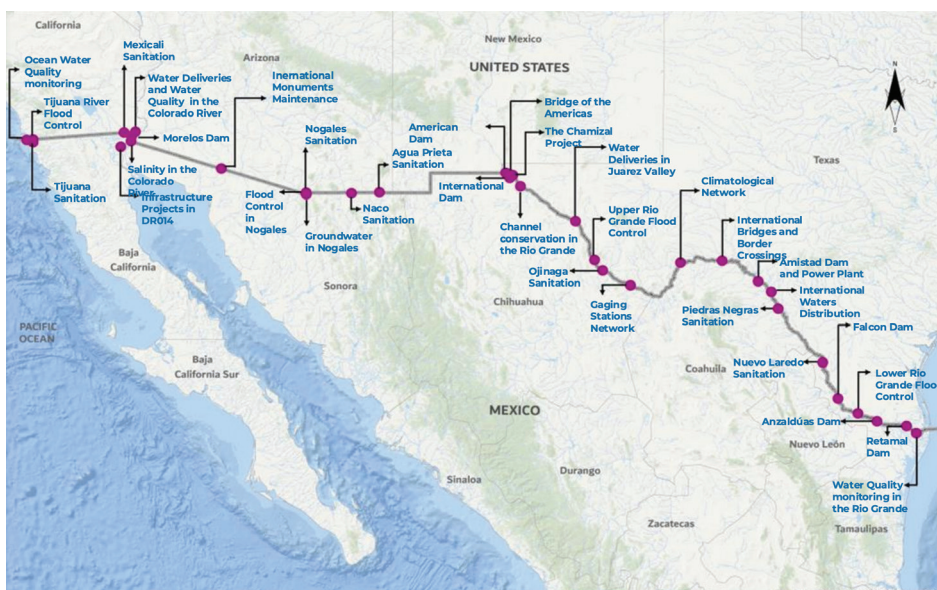 California
Ocean Water
Quality
monitoring
Tijuana River
Flood
Control
Tijuana
Sanitation
Mexicali
Sanitation
Water Deliveries
and Water
Quality in the
Colorado River
Morelos Dam
Salinity in the
Colorado
River
Infrastructure
Projects in
DR014
Arizona
Inemational
Monuments
Maintenance
Nogales
Sanitation
Flood
Control
in
Nogales
Groundwater
in Nogales
Agua Prieta
Sanitation
Naco
Sanitation
New Mexico
UNITED STATES
American
Dam
Bridge of the
Americas
The Chamizal
Project
International
Dam
Water
Deliveries in
Juarez Valley
Channel
conservation in
the Rio Grande
Upper Rio
Grande Flood
Control
Ojinaga
Sanitation
Gaging
Stations
Network
Climatological
Network
Texas
International
Bridges and
Border
Crossings
Amistad Dam
and Power Plant
International
Waters
Distribution
Piedras Negras
Sanitation
Falcon Dam
Nuevo Laredo
Sanitation
Lower Rio
Grande Floo
Control
Anzaldúas Dam
Retamal
Dam
Water Quality
monitoring in
the Rio Grande
N
S
Baja
California
Sonora
Chihuahua
PACIFIC
OCEAN
Baja
California Sur
Coahuila
MEXICO
Nuevo León
Sinaloa
Durango
Zacatecas
Tamaulipas